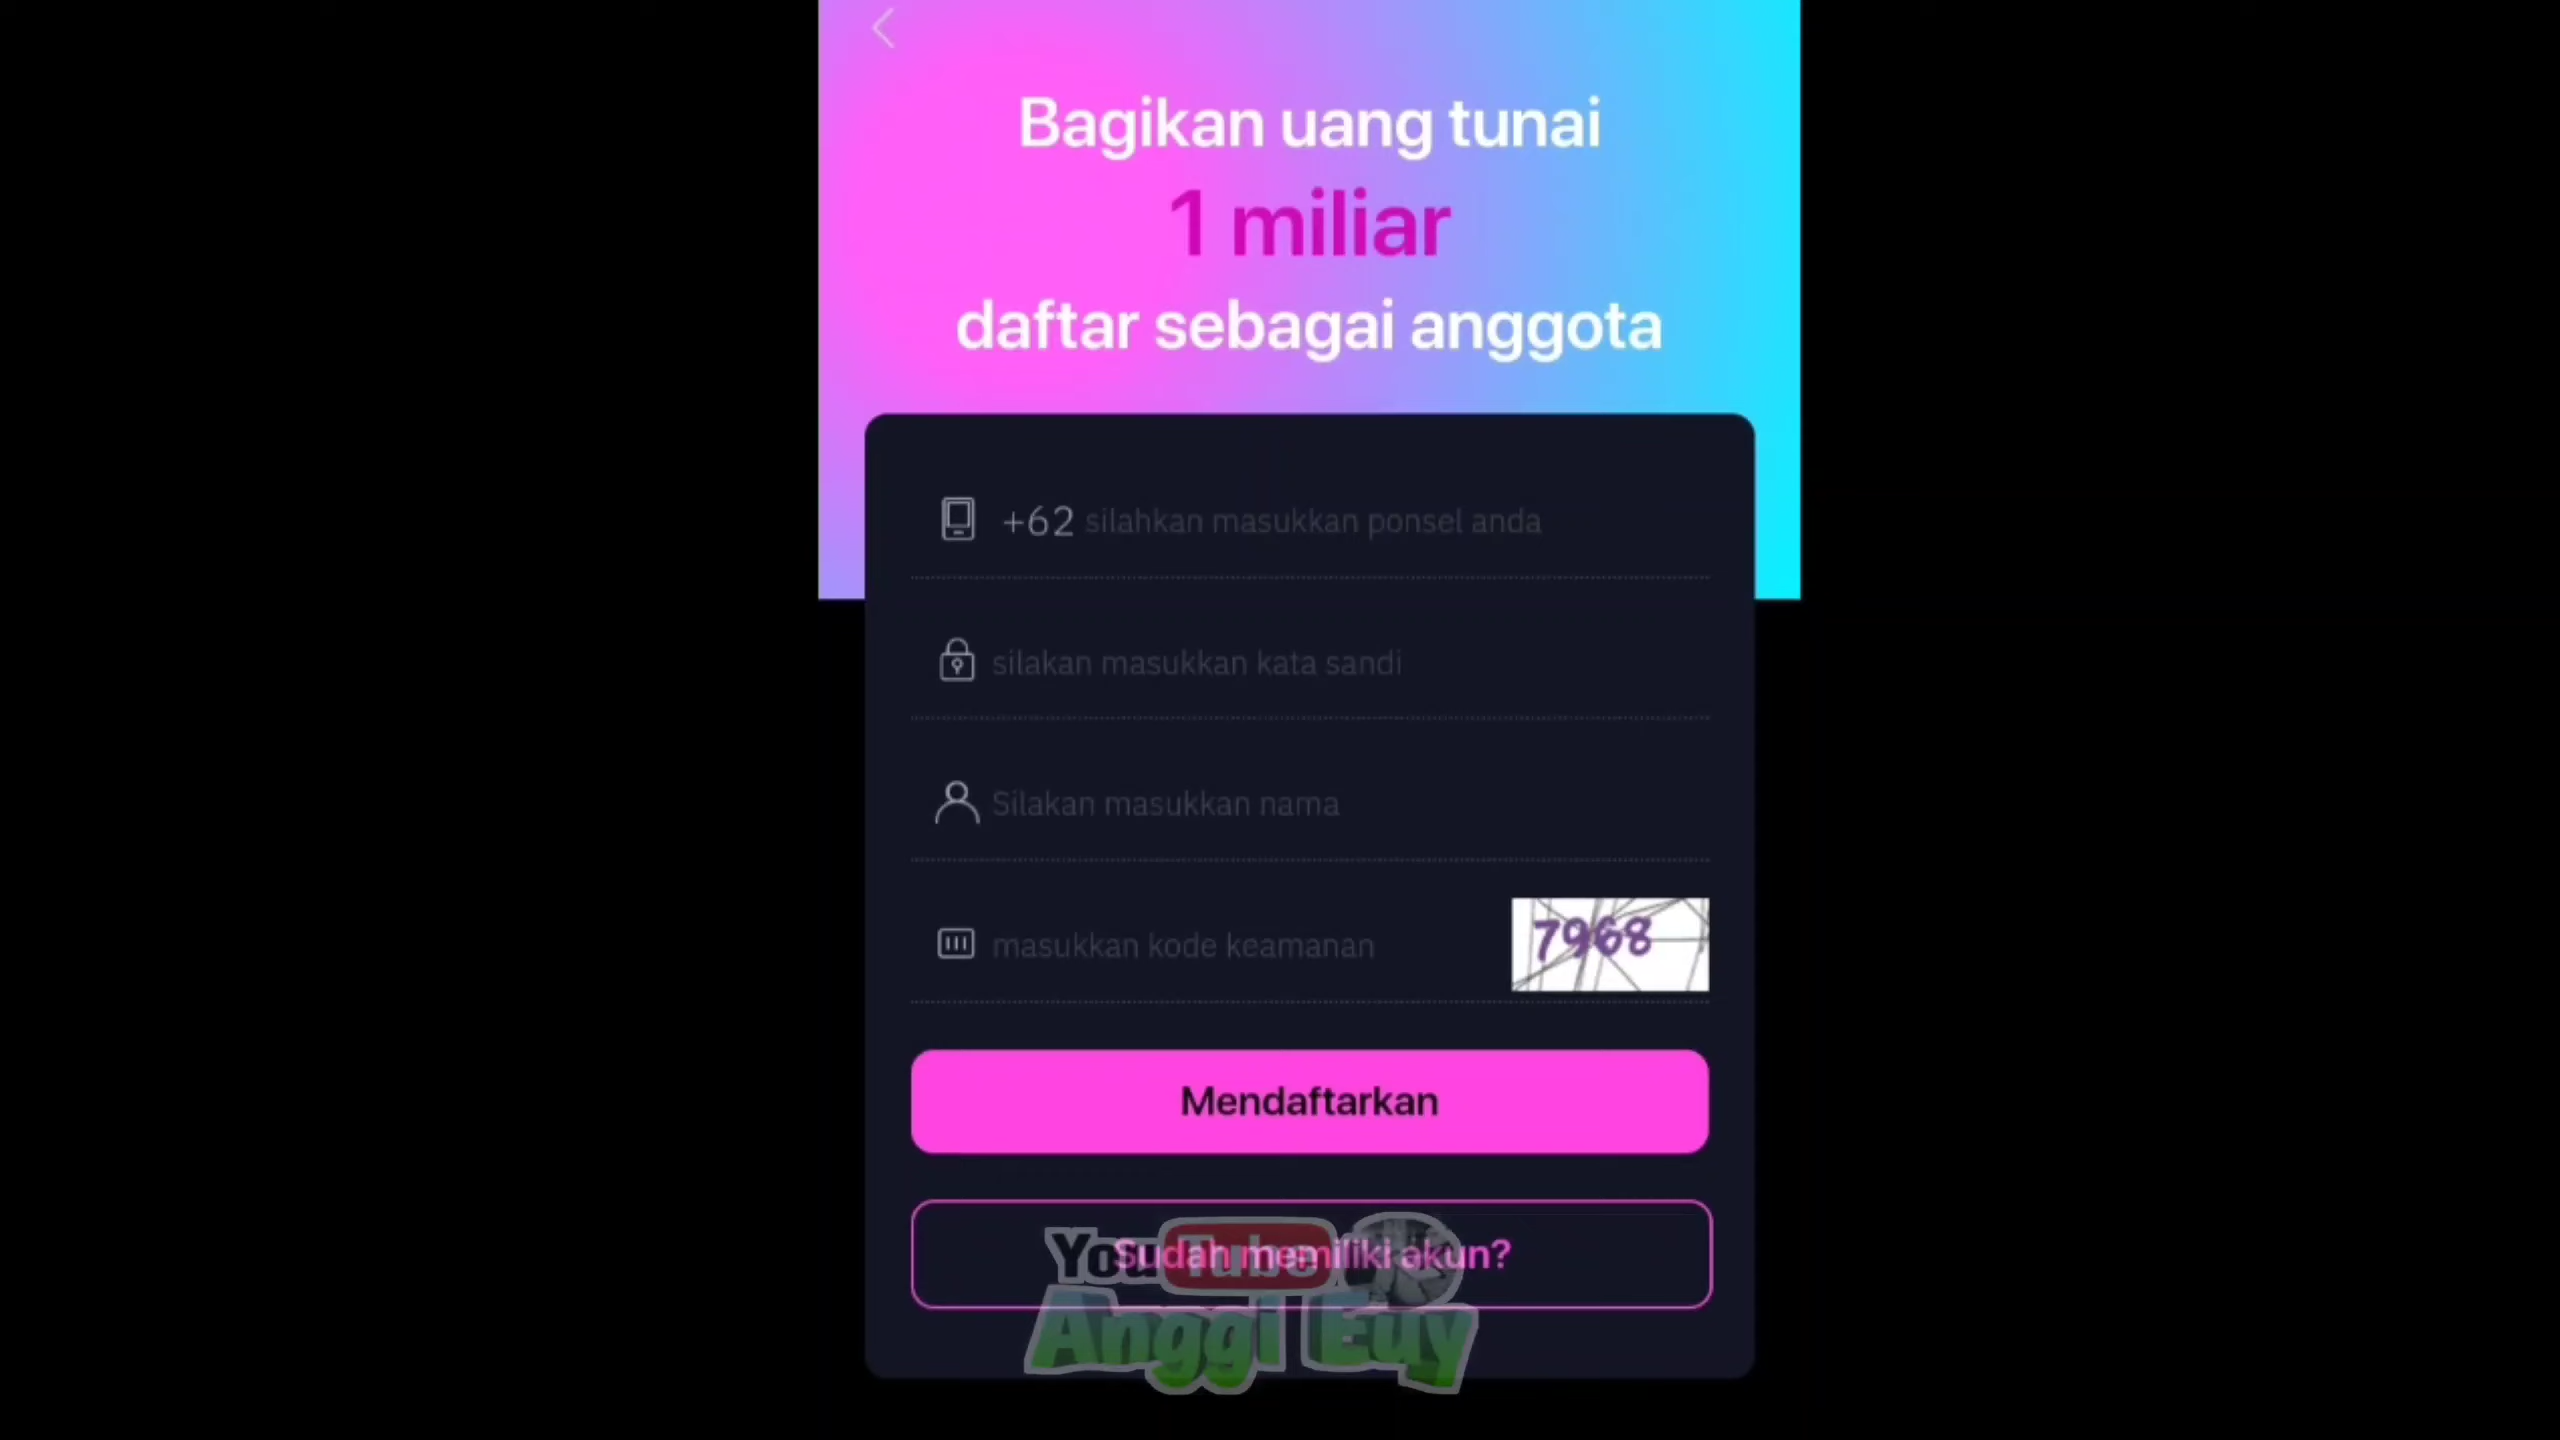 Bagikan uang tunai
1 miliar
daftar sebagai anggota
+62 silahkan masukkan ponsel anda
silakan masukkan kata sandi
Silakan masukkan nama
masukkan kode keamanan
7968
Mendaftarkan
Sudah memiliki akun?
YouTube
Anggi Euy